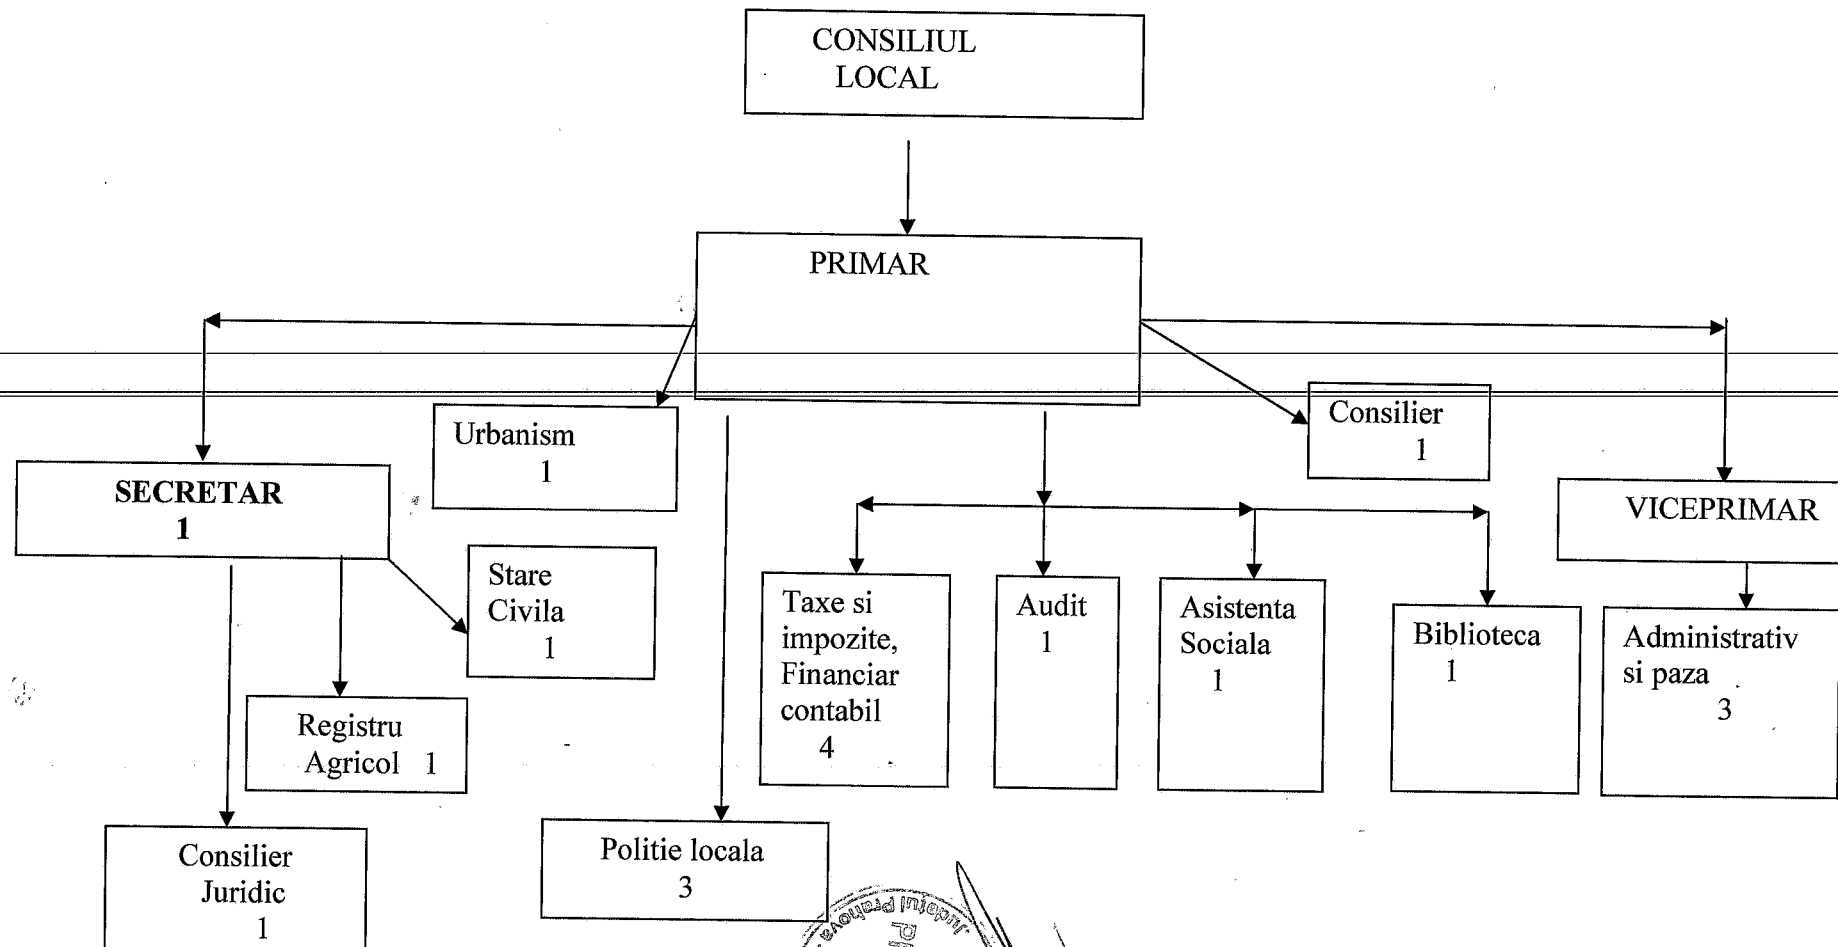 CONSILIUL
LOCAL
PRIMAR
Consilier
1
Urbanism
1
SECRETAR
1
VICEPRIMAR
Stare
Civila
1
Taxe si
impozite,
Financiar
contabil
4
Audit
1
Asistenta
Sociala
1
Biblioteca
1
Administrativ
si paza
3
Registru
Agricol 1
Consilier
Juridic
1
Politie locala
3
Judetul Prahova